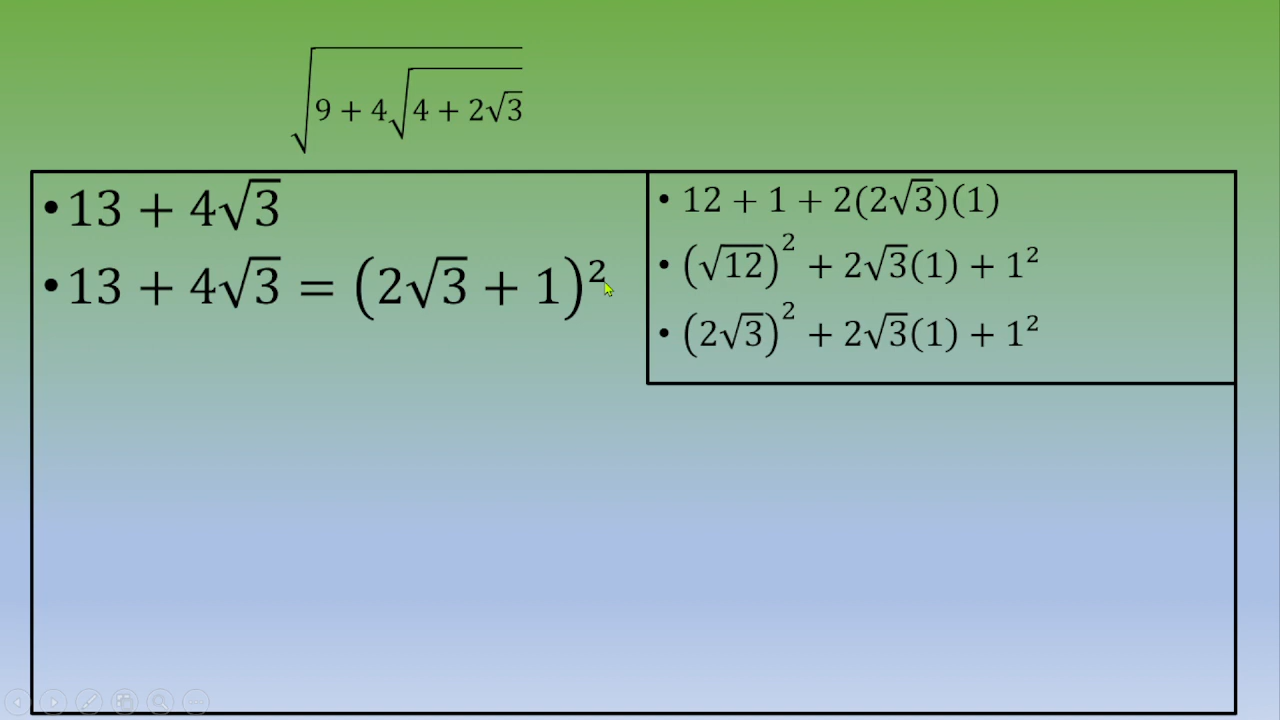 √(9 + 4√(4 + 2√3))
• 13 + 4√3
• 13 + 4√3 = (2√3 + 1)²
• 12 + 1 + 2(2√3)(1)
• (√12)² + 2√3(1) + 1²
• (2√3)² + 2√3(1) + 1²